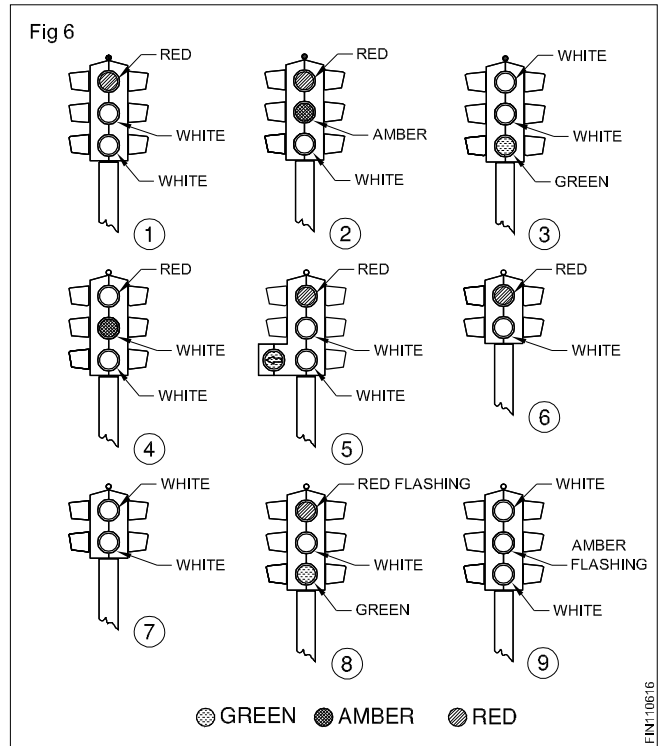 Fig 6
RED
WHITE
WHITE
1
RED
AMBER
WHITE
2
WHITE
WHITE
GREEN
3
RED
WHITE
WHITE
4
RED
WHITE
WHITE
5
RED
WHITE
6
WHITE
WHITE
7
RED FLASHING
WHITE
GREEN
8
WHITE
AMBER
FLASHING
WHITE
9
GREEN AMBER RED
FIN110616